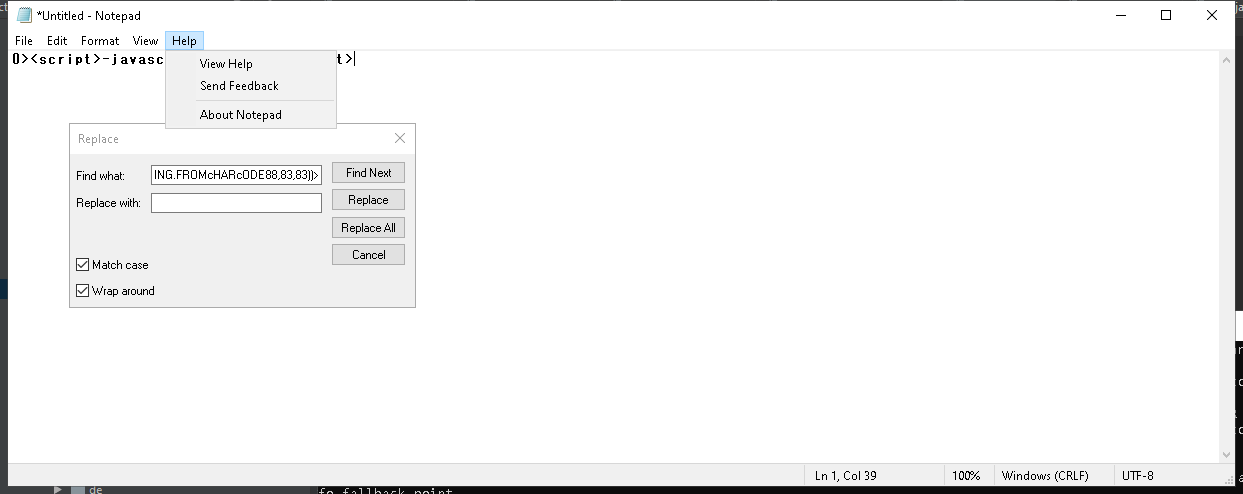 *Untitled - Notepad
File Edit Format View Help
0><script>-javasc t>
View Help
Send Feedback
About Notepad
Replace
Find what: ING.FROMcHARcODE88,83,83))> Find Next
Replace with: Replace
Replace All
Cancel
Match case
Wrap around
Ln 1, Col 39 100% Windows (CRLF) UTF-8
de
fo fallback point